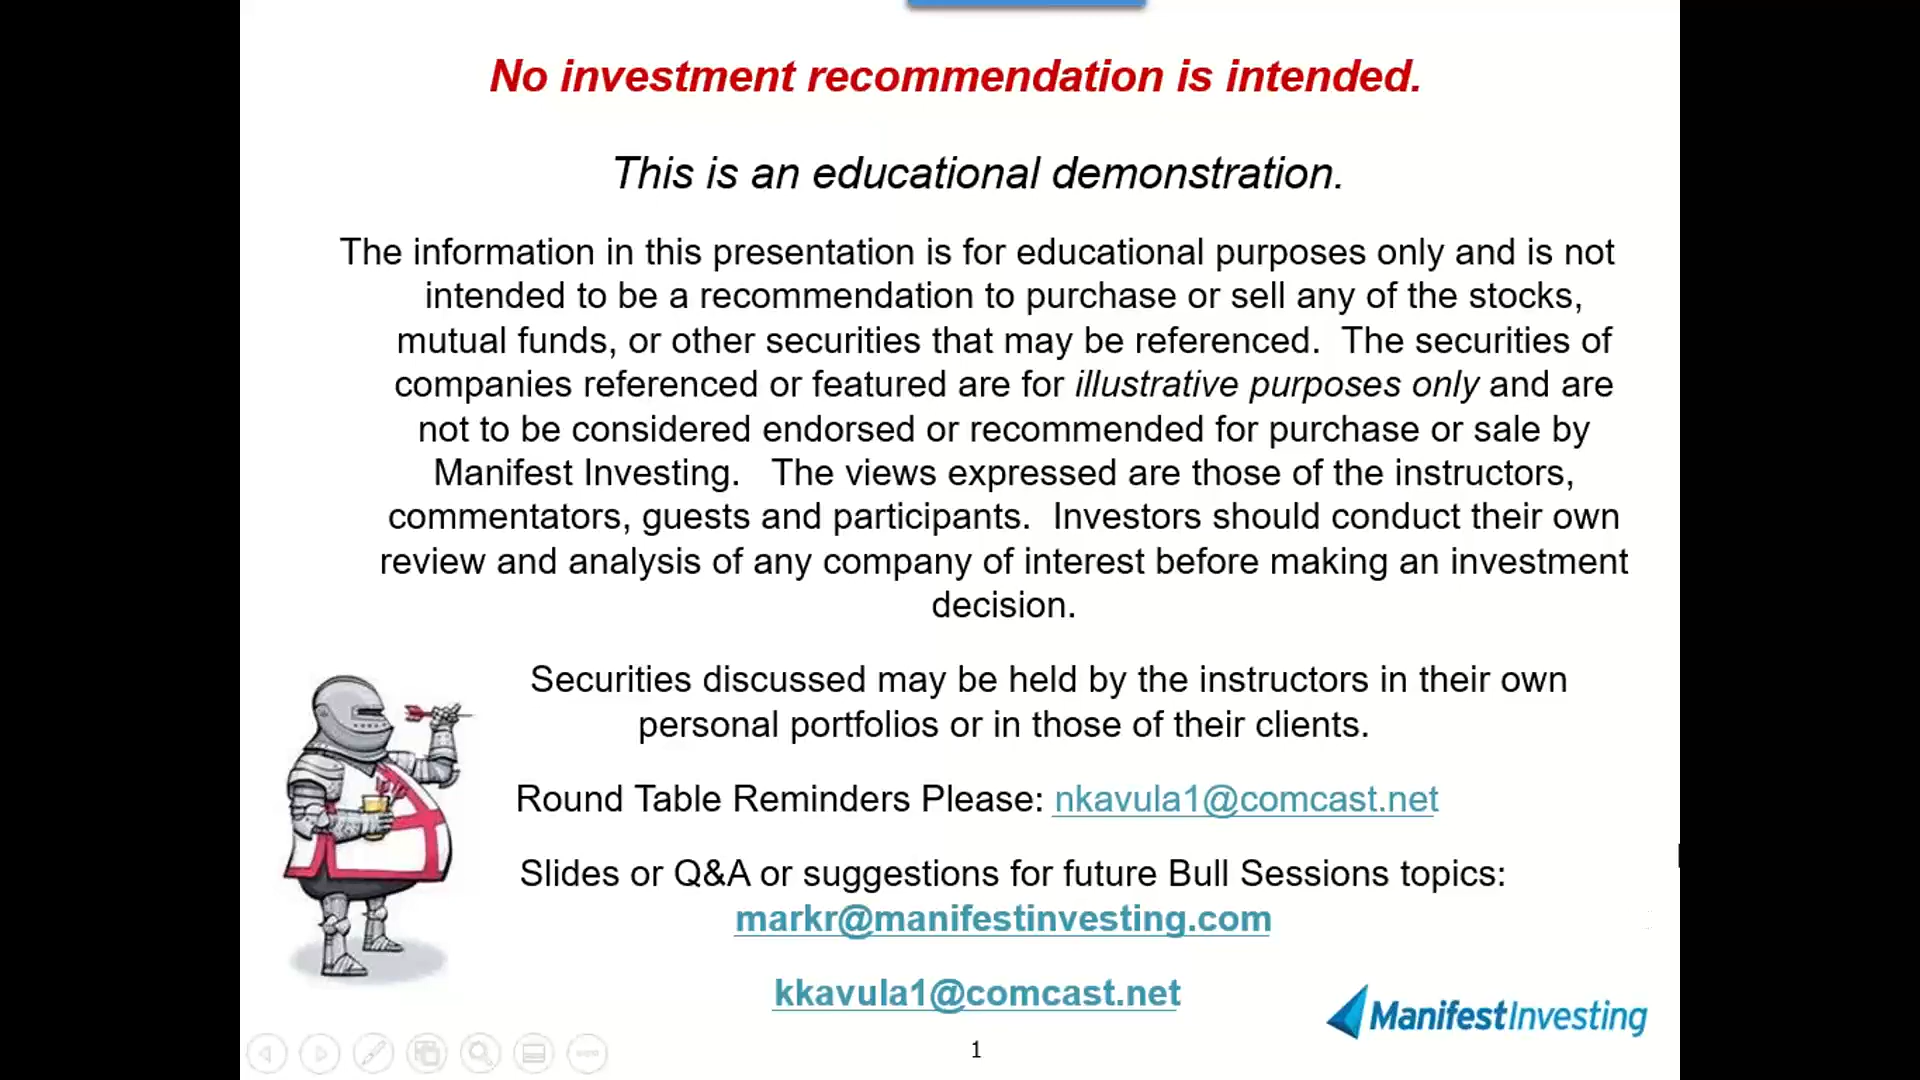 No investment recommendation is intended.
This is an educational demonstration.
The information in this presentation is for educational purposes only and is not
intended to be a recommendation to purchase or sell any of the stocks,
mutual funds, or other securities that may be referenced.  The securities of
companies referenced or featured are for illustrative purposes only and are
not to be considered endorsed or recommended for purchase or sale by
Manifest Investing.   The views expressed are those of the instructors,
commentators, guests and participants.  Investors should conduct their own
review and analysis of any company of interest before making an investment
decision.
Securities discussed may be held by the instructors in their own
personal portfolios or in those of their clients.
Round Table Reminders Please: nkavula1@comcast.net
Slides or Q&A or suggestions for future Bull Sessions topics:
markr@manifestinvesting.com
kkavula1@comcast.net
ManifestInvesting
1